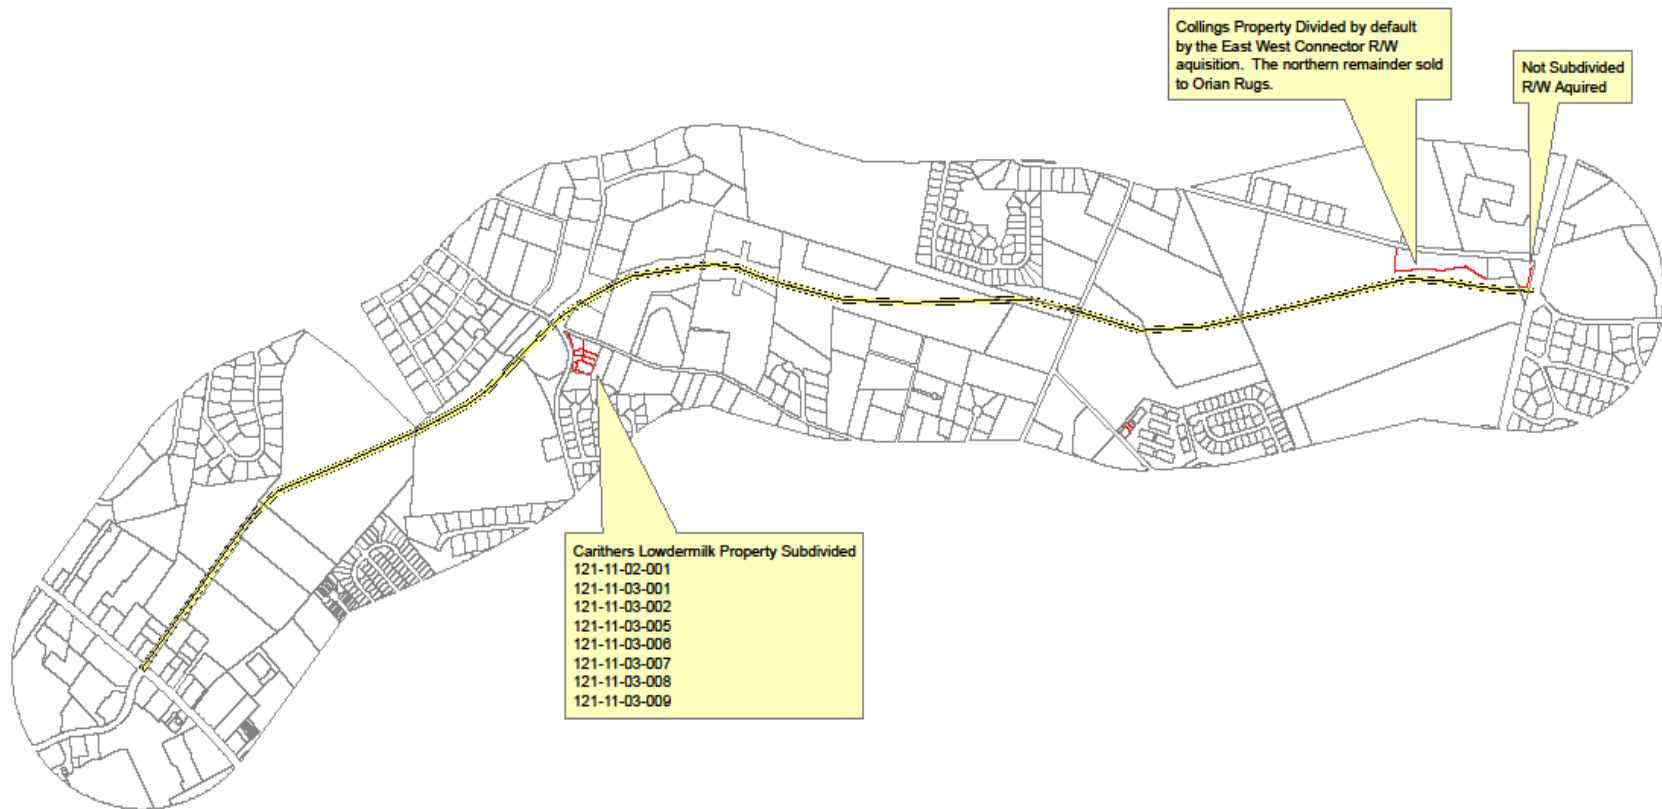 Collings Property Divided by default
by the East West Connector R/W
aquisition. The northern remainder sold
to Orian Rugs.
Not Subdivided
R/W Aquired
Carithers Lowdermilk Property Subdivided
121-11-02-001
121-11-03-001
121-11-03-002
121-11-03-005
121-11-03-006
121-11-03-007
121-11-03-008
121-11-03-009